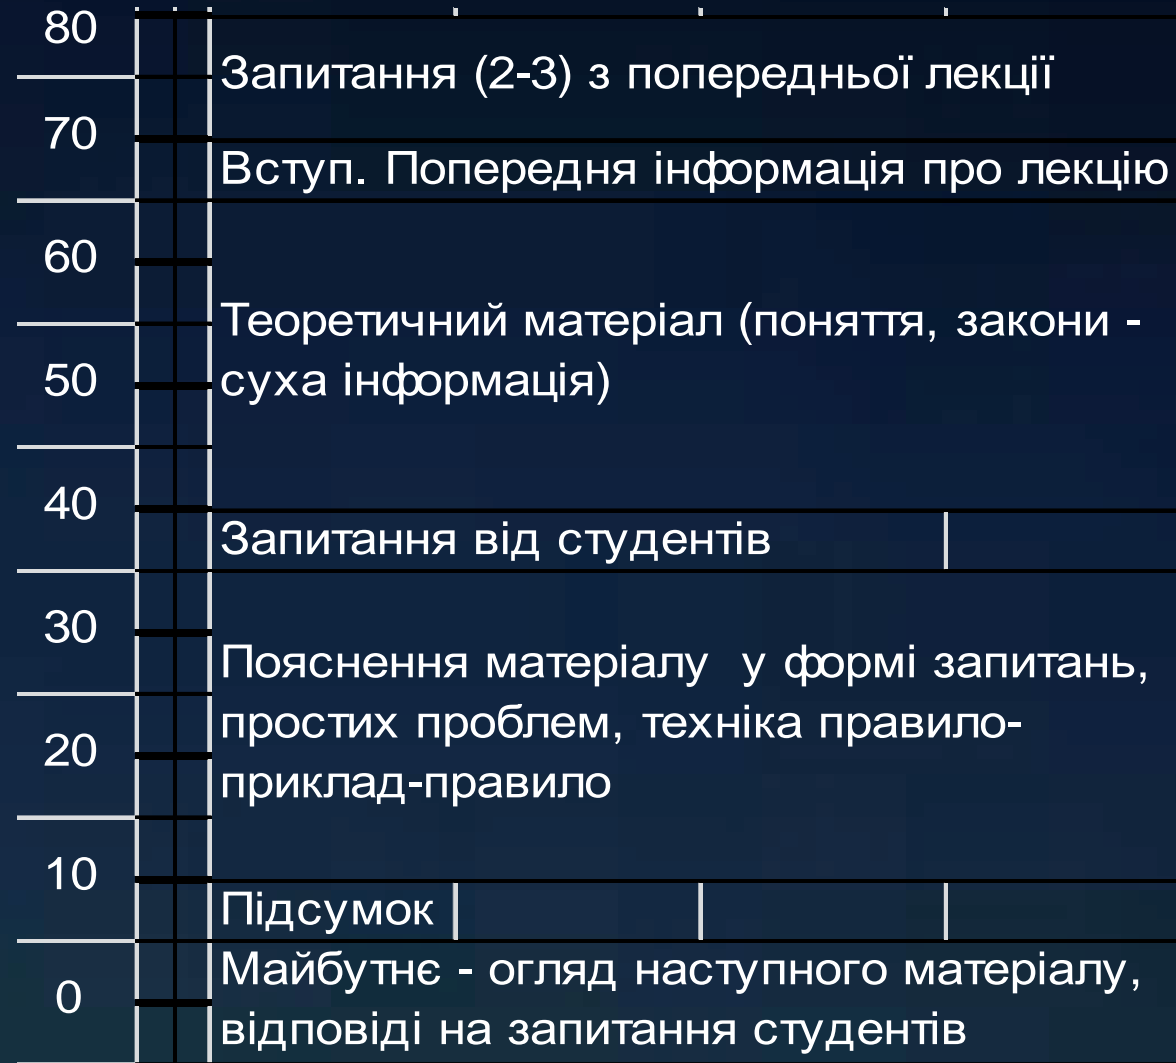 80
Запитання (2-3) з попередньої лекції
70
Вступ. Попередня інформація про лекцію
60
Теоретичний матеріал (поняття, закони -
50
суха інформація)
40
Запитання від студентів
30
Пояснення матеріалу у формі запитань,
простих проблем, техніка правило-
20
приклад-правило
10
Підсумок
Майбутнє - огляд наступного матеріалу,
0
відповіді на запитання студентів